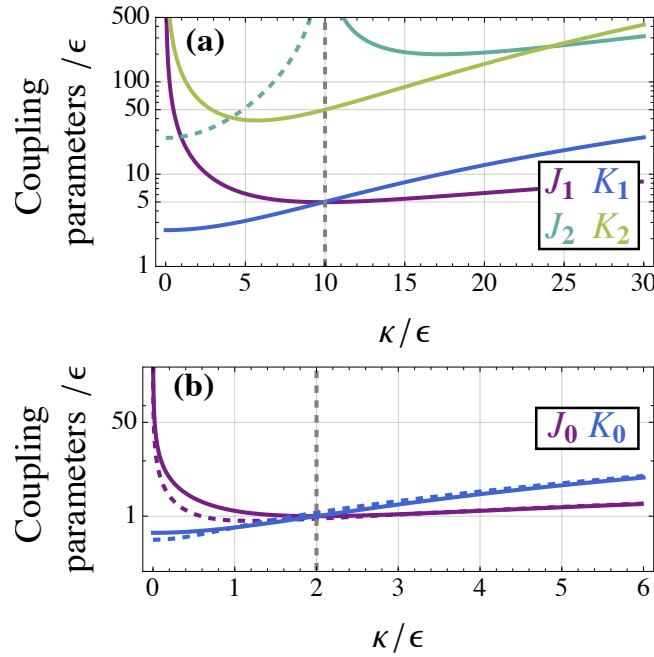 (a)
Coupling
parameters / ϵ
500
100
50
10
5
1
0 5 10 15 20 25 30
κ/ϵ
J1 K1
J2 K2
(b)
Coupling
parameters / ϵ
50
1
0 1 2 3 4 5 6
κ/ϵ
J0 K0